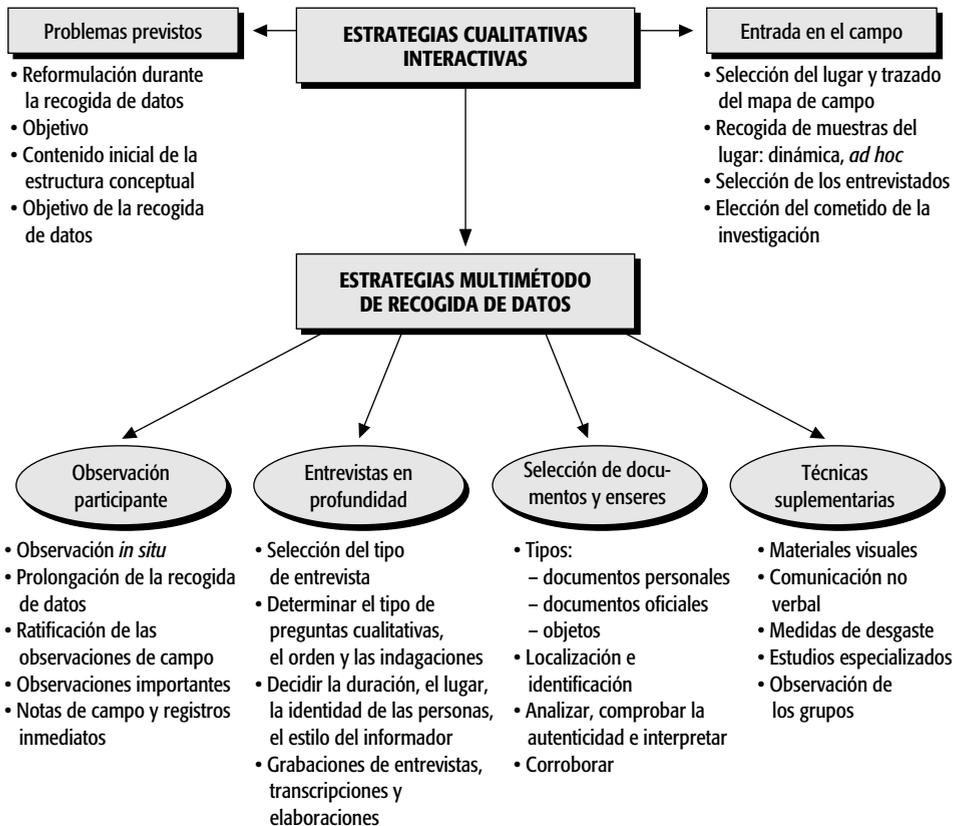 Problemas previstos
• Reformulación durante
la recogida de datos
• Objetivo
• Contenido inicial de la
estructura conceptual
• Objetivo de la recogida
de datos
ESTRATEGIAS CUALITATIVAS
INTERACTIVAS
Entrada en el campo
• Selección del lugar y trazado
del mapa de campo
• Recogida de muestras del
lugar: dinámica, ad hoc
• Selección de los entrevistados
• Elección del cometido de la
investigación
ESTRATEGIAS MULTIMÉTODO
DE RECOGIDA DE DATOS
Observación
participante
• Observación in situ
• Prolongación de la recogida
de datos
• Ratificación de las
observaciones de campo
• Observaciones importantes
• Notas de campo y registros
inmediatos
Entrevistas en
profundidad
• Selección del tipo
de entrevista
• Determinar el tipo de
preguntas cualitativas,
el orden y las indagaciones
• Decidir la duración, el lugar,
la identidad de las personas,
el estilo del informador
• Grabaciones de entrevistas,
transcripciones y
elaboraciones
Selección de docu-
mentos y enseres
• Tipos:
– documentos personales
– documentos oficiales
– objetos
• Localización e
identificación
• Analizar, comprobar la
autenticidad e interpretar
• Corroborar
Técnicas
suplementarias
• Materiales visuales
• Comunicación no
verbal
• Medidas de desgaste
• Estudios especializados
• Observación de
los grupos